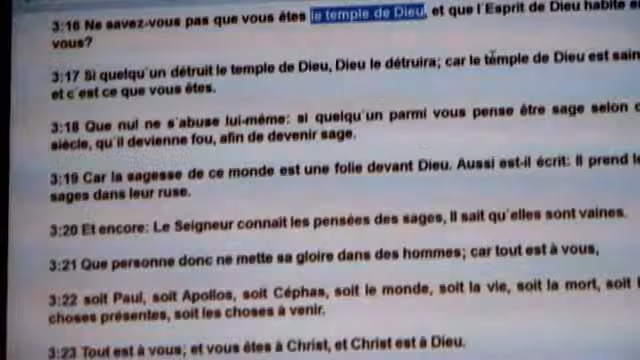 3:16 Ne savez-vous pas que vous êtes le temple de Dieu, et que l'Esprit de Dieu habite
vous?
3:17 Si quelqu'un détruit le temple de Dieu, Dieu le détruira; car le temple de Dieu est
et c'est ce que vous êtes.
3:18 Que nul ne s'abuse lui-même: si quelqu'un parmi vous pense être sage selon
siècle, qu'il devienne fou, afin de devenir sage.
3:19 Car la sagesse de ce monde est une folie devant Dieu. Aussi est-il écrit: Il prend
sages dans leur ruse.
3:20 Et encore: Le Seigneur connaît les pensées des sages, Il sait qu'elles sont vaines.
3:21 Que personne donc ne mette sa gloire dans des hommes; car tout est à vous,
3:22 soit Paul, soit Apollos, soit Céphas, soit le monde, soit la vie, soit la mort, soit
choses présentes, soit les choses à venir.
3:23 Tout est à vous; et vous êtes à Christ, et Christ est à Dieu.